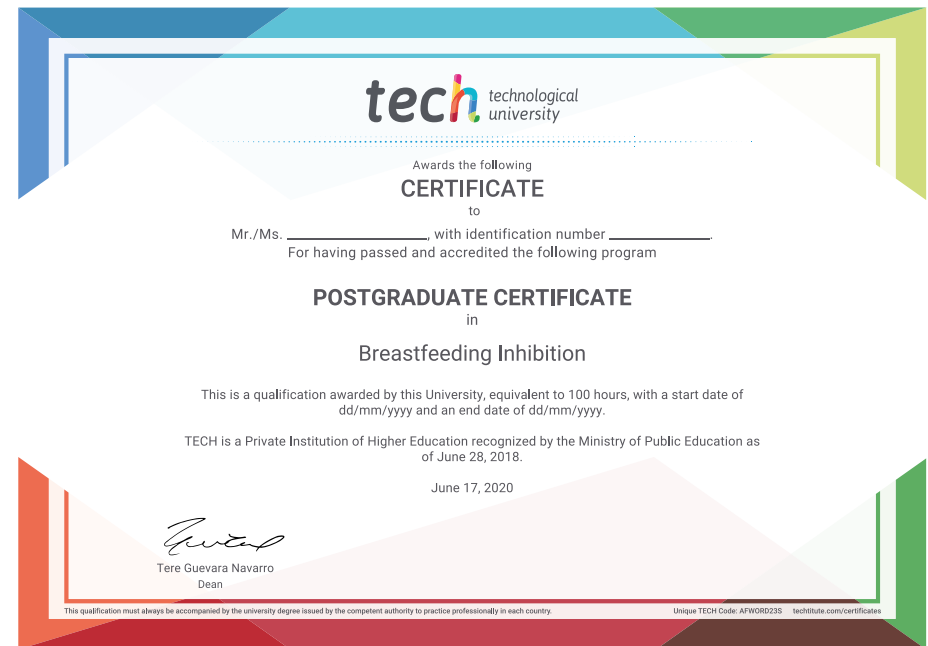 tech technological
university
Awards the following
CERTIFICATE
to
Mr./Ms. ____________________, with identification number ______________.
For having passed and accredited the following program
POSTGRADUATE CERTIFICATE
in
Breastfeeding Inhibition
This is a qualification awarded by this University, equivalent to 100 hours, with a start date of
dd/mm/yyyy and an end date of dd/mm/yyyy.
TECH is a Private Institution of Higher Education recognized by the Ministry of Public Education as
of June 28, 2018.
June 17, 2020
Tere Guevara Navarro
Dean
This qualification must always be accompanied by the university degree issued by the competent authority to practice professionally in each country. Unique TECH Code: AFWORD23S techtitute.com/certificates